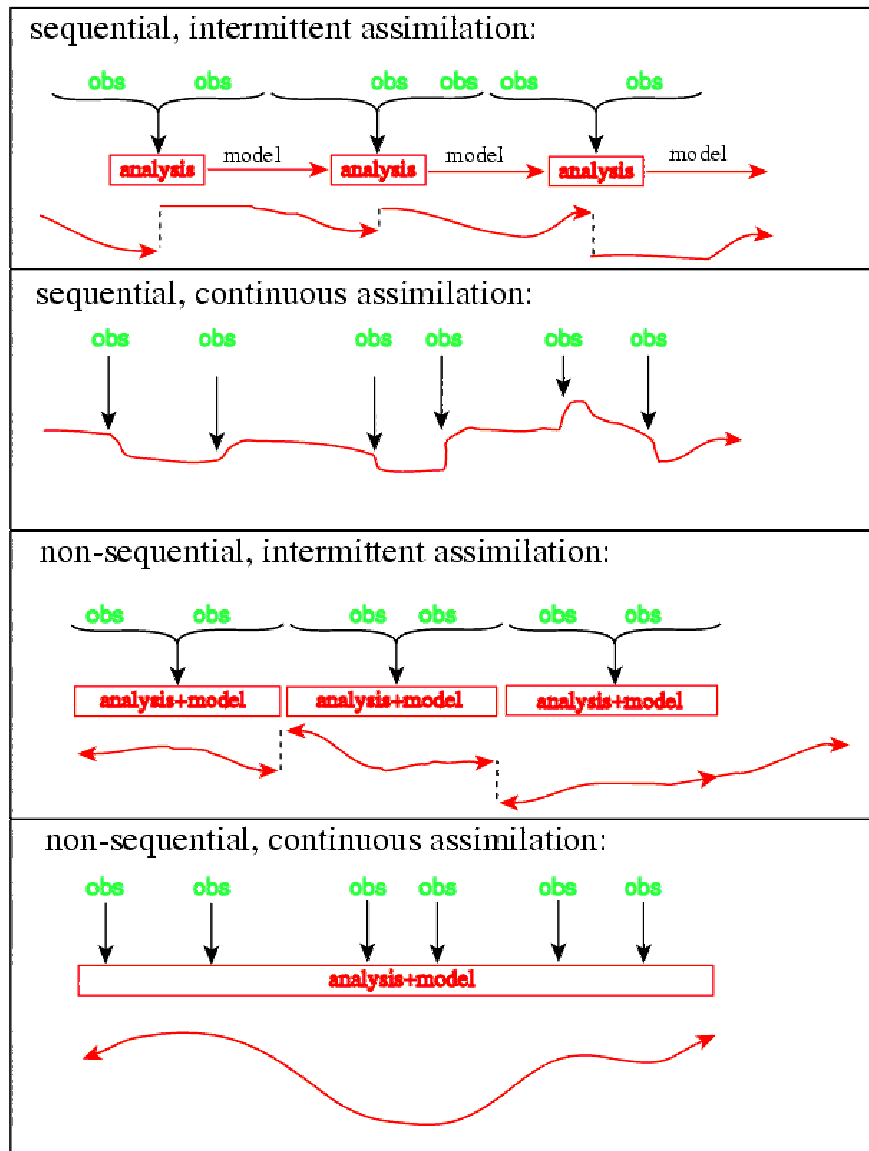 sequential, intermittent assimilation:
obs obs obs obs obs obs
analysis model analysis model analysis model
sequential, continuous assimilation:
obs obs obs obs obs obs
non-sequential, intermittent assimilation:
obs obs obs obs obs obs
analysis+model analysis+model analysis+model
non-sequential, continuous assimilation:
obs obs obs obs obs obs
analysis+model